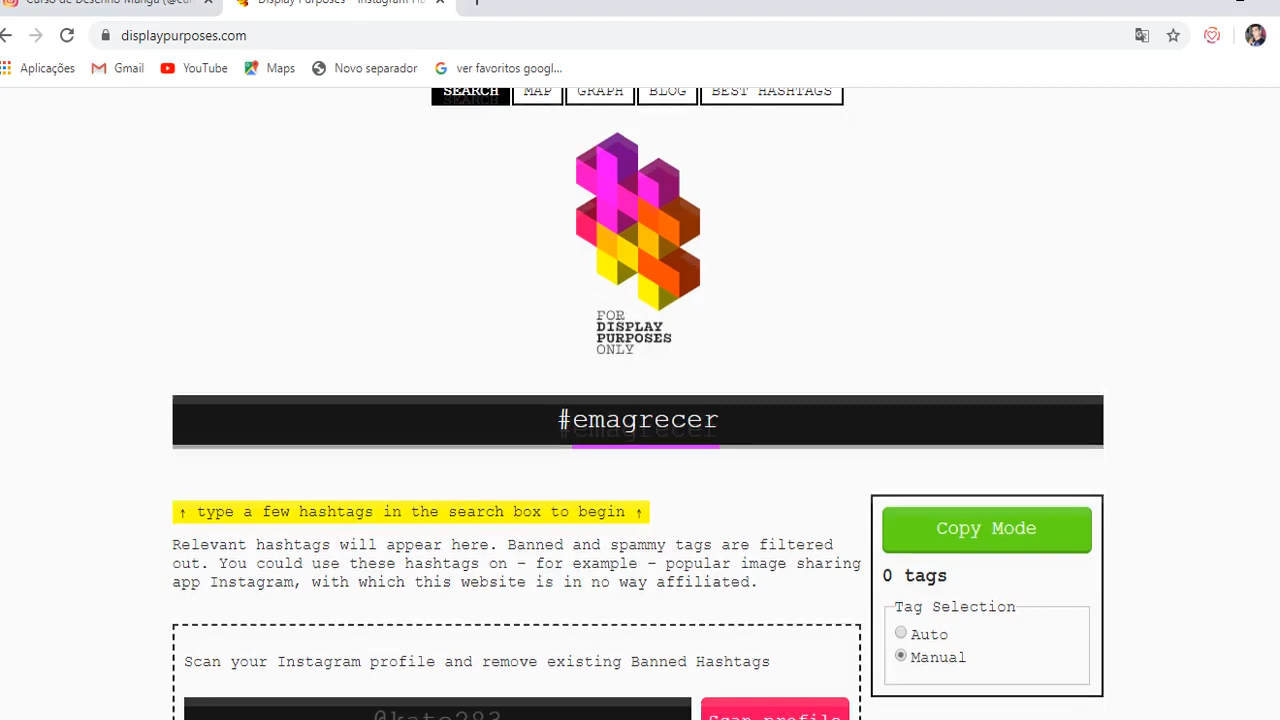 Display Purposes
displaypurposes.com
Aplicações Gmail YouTube Maps Novo separador ver favoritos googl...
SEARCH MAP GRAPH BLOG BEST HASHTAGS
FOR
DISPLAY
PURPOSES
ONLY
#emagrecer
↑ type a few hashtags in the search box to begin ↑
Relevant hashtags will appear here. Banned and spammy tags are filtered
out. You could use these hashtags on - for example - popular image sharing
app Instagram, with which this website is in no way affiliated.
Copy Mode
0 tags
Tag Selection
Auto
Manual
Scan your Instagram profile and remove existing Banned Hashtags
Scan profile